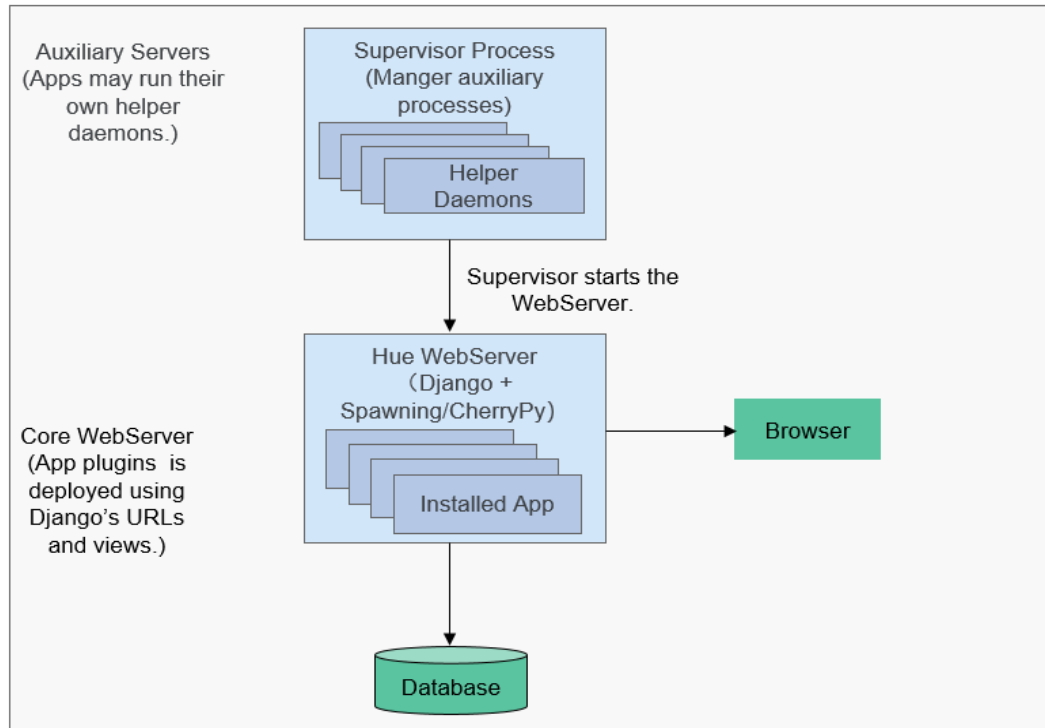 Auxiliary Servers
(Apps may run their
own helper
daemons.)
Supervisor Process
(Manger auxiliary
processes)
Helper
Daemons
Supervisor starts the
WebServer.
Hue WebServer
（Django +
Spawning/CherryPy）
Installed App
Browser
Core WebServer
(App plugins is
deployed using
Django’s URLs
and views.)
Database